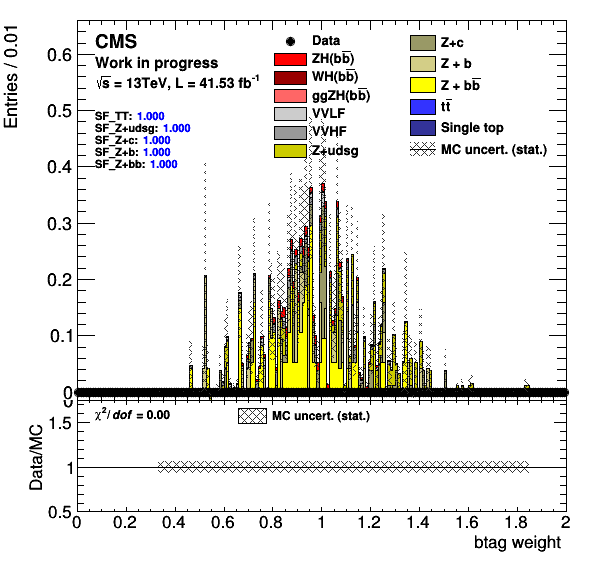 CMS
Work in progress
√s = 13TeV, L = 41.53 fb⁻¹
SF_TT: 1.000
SF_Z+udsg: 1.000
SF_Z+c: 1.000
SF_Z+b: 1.000
SF_Z+bb: 1.000
Data
ZH(bb̅)
WH(bb̅)
ggZH(bb̅)
VVLF
VVHF
Z+udsg
Z+c
Z + b
Z + bb̅
tt̅
Single top
MC uncert. (stat.)
Entries / 0.01
0.6
0.5
0.4
0.3
0.2
0.1
0
χ²/dof = 0.00
MC uncert. (stat.)
Data/MC
1.5
1
0.5
0 0.2 0.4 0.6 0.8 1 1.2 1.4 1.6 1.8 2
btag weight